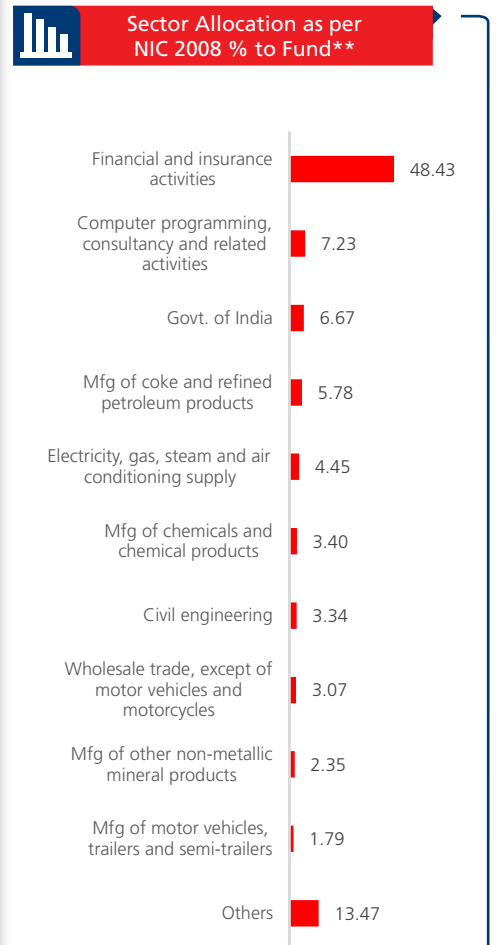 Sector Allocation as per
NIC 2008 % to Fund**
Financial and insurance
activities
48.43
Computer programming,
consultancy and related
activities
7.23
Govt. of India
6.67
Mfg of coke and refined
petroleum products
5.78
Electricity, gas, steam and air
conditioning supply
4.45
Mfg of chemicals and
chemical products
3.40
Civil engineering
3.34
Wholesale trade, except of
motor vehicles and
motorcycles
3.07
Mfg of other non-metallic
mineral products
2.35
Mfg of motor vehicles,
trailers and semi-trailers
1.79
Others
13.47